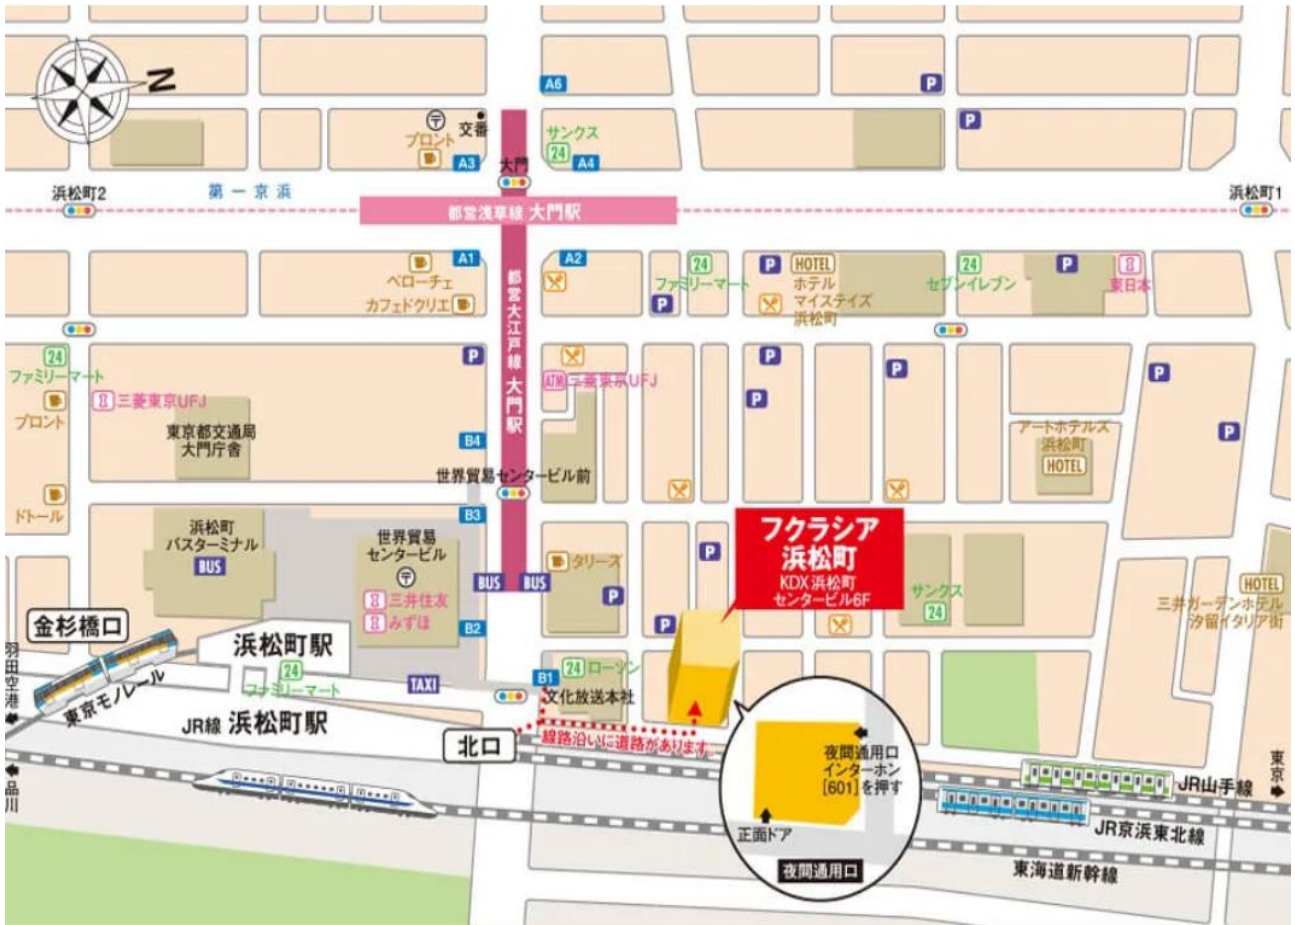 N
A6
P
交番
プロント
A3
サンクス
24
A4
大門
P
浜松町2
第一京浜
都営浅草線 大門駅
浜松町1
ベローチェ
A1
カフェドクリエ
A2
24
ファミリーマート
P
P
HOTEL
ホテル
マイステイズ
浜松町
24
セブンイレブン
P
東日本
都営大江戸線 大門駅
24
ファミリーマート
プロント
三菱東京UFJ
東京都交通局
大門庁舎
P
ATM
三菱東京UFJ
P
P
P
P
P
アートホテルズ
浜松町
HOTEL
B4
世界貿易センタービル前
ドトール
浜松町
バスターミナル
BUS
世界貿易
センタービル
〒
三井住友
みずほ
B3
BUS
BUS
B2
タリーズ
P
P
P
フクラシア
浜松町
KDX浜松町
センタービル6F
サンクス
24
HOTEL
三井ガーデンホテル
汐留イタリア街
金杉橋口
羽田空港
東京モノレール
浜松町駅
24
ファミリーマート
TAXI
B1
24
ローソン
文化放送本社
JR線 浜松町駅
北口
線路沿いに道路があります。
品川
夜間通用口
インターホン
[601]を押す
正面ドア
夜間通用口
東京
JR山手線
JR京浜東北線
東海道新幹線